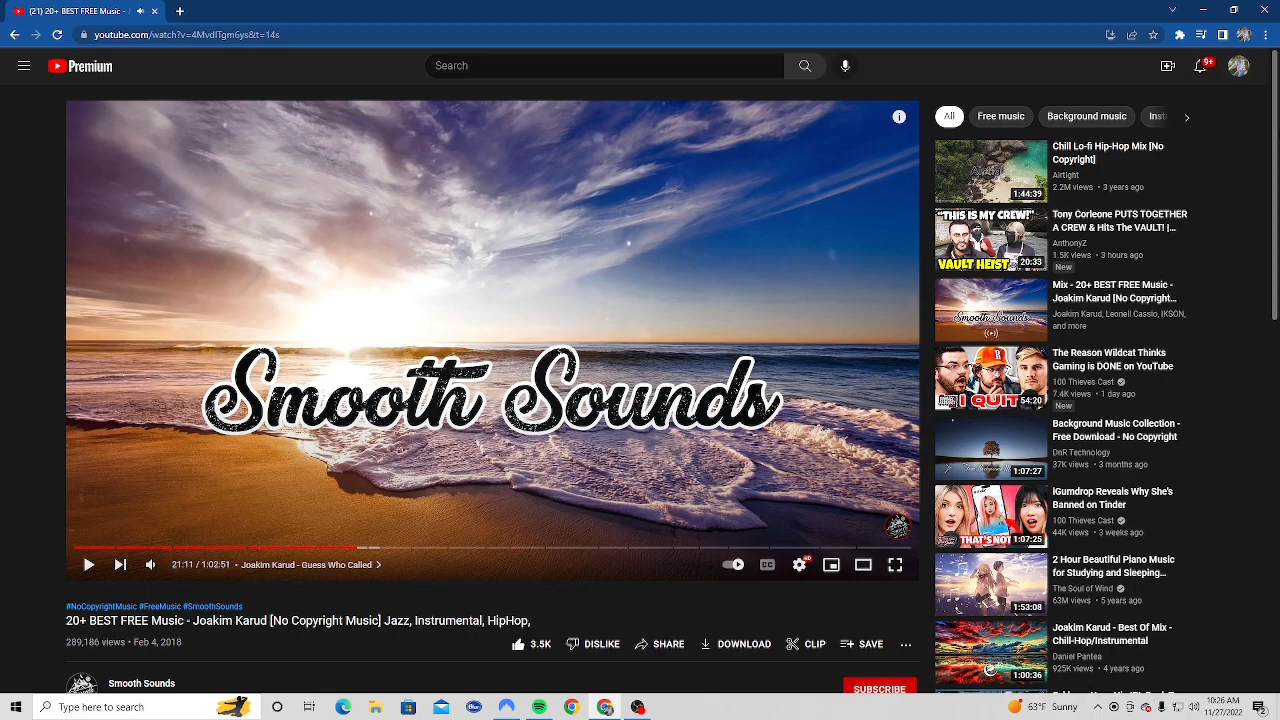 (21) 20+ BEST FREE Music -
youtube.com/watch?v=4MvdITgm6ys&t=14s
Premium
Search
9+
All
Free music
Background music
Smooth Sounds
21:11 / 1:02:51 • Joakim Karud - Guess Who Called
CC
HD
#NoCopyrightMusic #FreeMusic #SmoothSounds
20+ BEST FREE Music - Joakim Karud [No Copyright Music] Jazz, Instrumental, HipHop,
289,186 views • Feb 4, 2018
3.5K
DISLIKE
SHARE
DOWNLOAD
CLIP
SAVE
Smooth Sounds
SUBSCRIBE
1:44:39
Chill Lo-fi Hip-Hop Mix [No
Copyright]
Airtight
2.2M views • 3 years ago
"THIS IS MY CREW!"
VAULT HEIST
20:33
Tony Corleone PUTS TOGETHER
A CREW & Hits The VAULT! |...
AnthonyZ
1.5K views • 3 hours ago
New
Smooth Sounds
Mix - 20+ BEST FREE Music -
Joakim Karud [No Copyright...
Joakim Karud, Leonell Cassio, IKSON,
and more
I QUIT
54:20
The Reason Wildcat Thinks
Gaming is DONE on YouTube
100 Thieves Cast
7.4K views • 1 day ago
New
1:07:27
Background Music Collection -
Free Download - No Copyright
DnR Technology
37K views • 3 months ago
THAT'S NOT
1:07:25
iGumdrop Reveals Why She's
Banned on Tinder
100 Thieves Cast
44K views • 3 weeks ago
1:53:08
2 Hour Beautiful Piano Music
for Studying and Sleeping...
The Soul of Wind
63M views • 5 years ago
1:00:36
Joakim Karud - Best Of Mix -
Chill-Hop/Instrumental
Daniel Pantea
925K views • 4 years ago
Type here to search
63°F Sunny
10:26 AM
11/27/2022
2